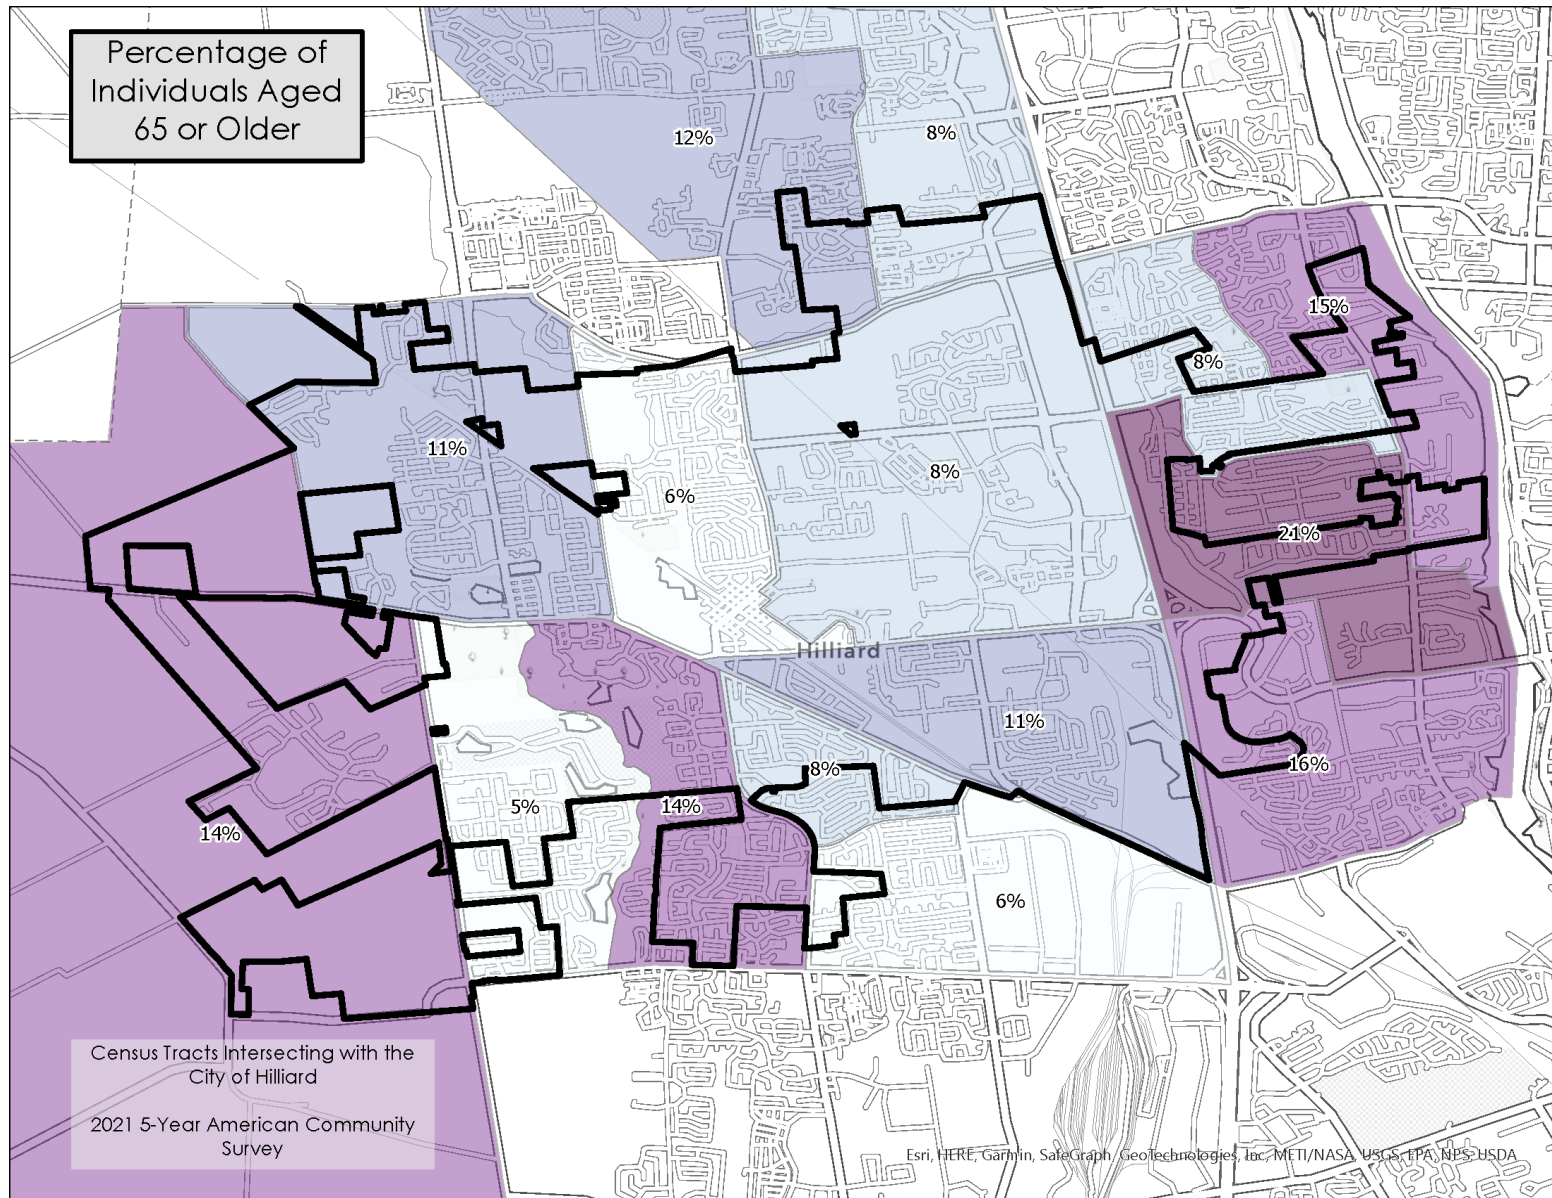 Percentage of
Individuals Aged
65 or Older
12%
8%
15%
8%
11%
8%
6%
21%
Hilliard
11%
16%
8%
5%
14%
14%
6%
Census Tracts Intersecting with the
City of Hilliard
2021 5-Year American Community
Survey
Esri, HERE, Garmin, SafeGraph, GeoTechnologies, Inc, METI/NASA, USGS, EPA, NPS, USDA